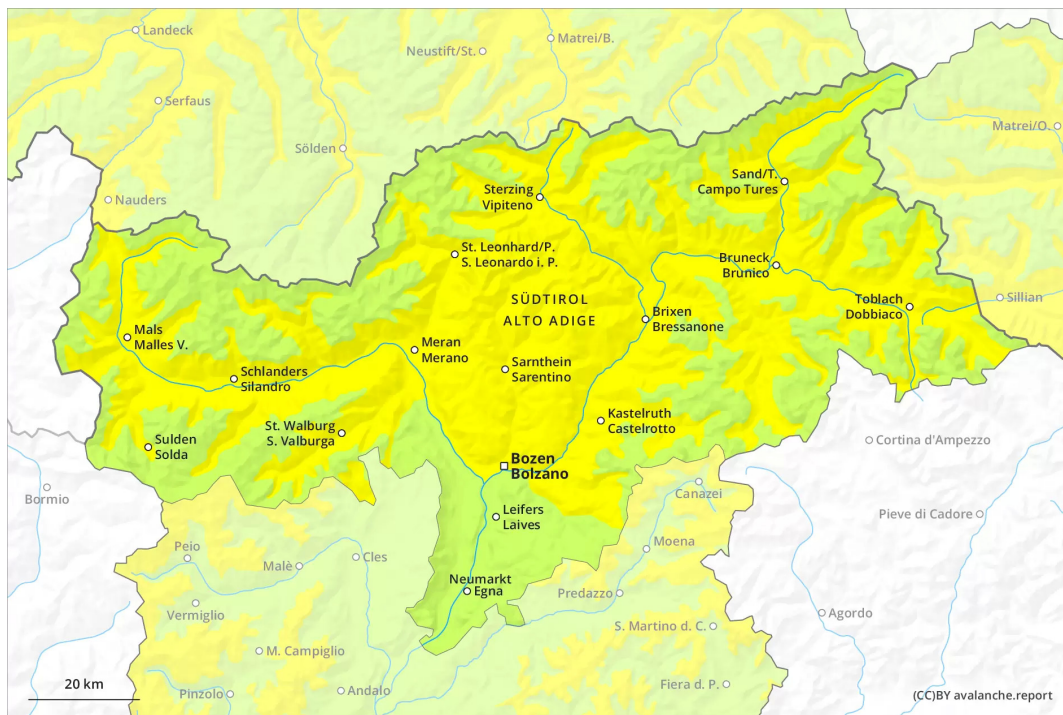 Landeck
Matrei/B.
Neustift/St.
Serfaus
Matrei/O.
Sölden
Sand/T.
Campo Tures
Sterzing
Vipiteno
Nauders
St. Leonhard/P.
S. Leonardo i. P.
Bruneck
Brunico
SÜDTIROL
ALTO ADIGE
Toblach
Dobbiaco
Sillian
Brixen
Bressanone
Mals
Malles V.
Meran
Merano
Sarnthein
Sarentino
Schlanders
Silandro
Kastelruth
Castelrotto
St. Walburg
S. Valburga
Sulden
Solda
Cortina d'Ampezzo
Bozen
Bolzano
Bormio
Canazei
Leifers
Laives
Pieve di Cadore
Peio
Moena
Cles
Malè
Neumarkt
Egna
Predazzo
Vermiglio
Agordo
S. Martino d. C.
M. Campiglio
20 km
Pinzolo
Andalo
Fiera d. P.
(CC)BY avalanche.report